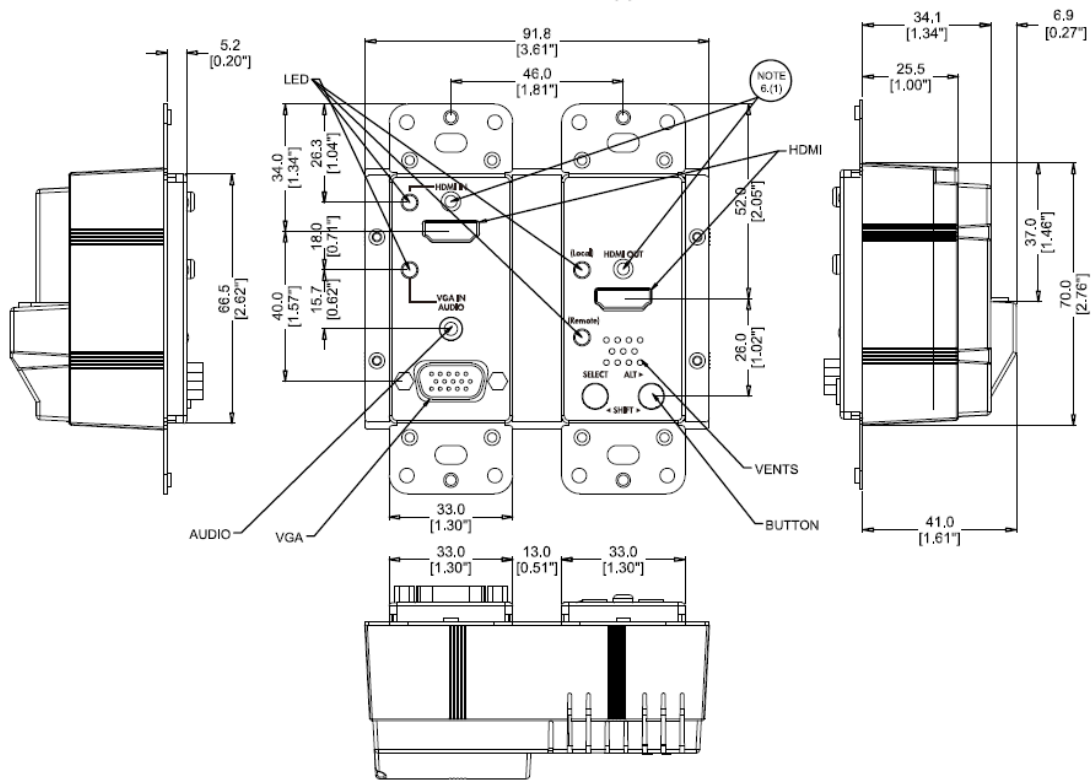 5.2
[0.20"]
91.8
[3.61"]
46.0
[1.81"]
34.1
[1.34"]
6.9
[0.27"]
25.5
[1.00"]
LED
NOTE
6.(1)
HDMI
34.0
[1.34"]
26.3
[1.04"]
18.0
[0.71"]
40.0
[1.57"]
15.7
[0.62"]
66.5
[2.62"]
HDMI IN
VGA IN
AUDIO
(Local)
HDMI OUT
(Remote)
SELECT
ALT ►
◄ SHIFT ►
52.0
[2.05"]
26.0
[1.02"]
37.0
[1.46"]
70.0
[2.76"]
VENTS
BUTTON
AUDIO
VGA
33.0
[1.30"]
41.0
[1.61"]
33.0
[1.30"]
13.0
[0.51"]
33.0
[1.30"]